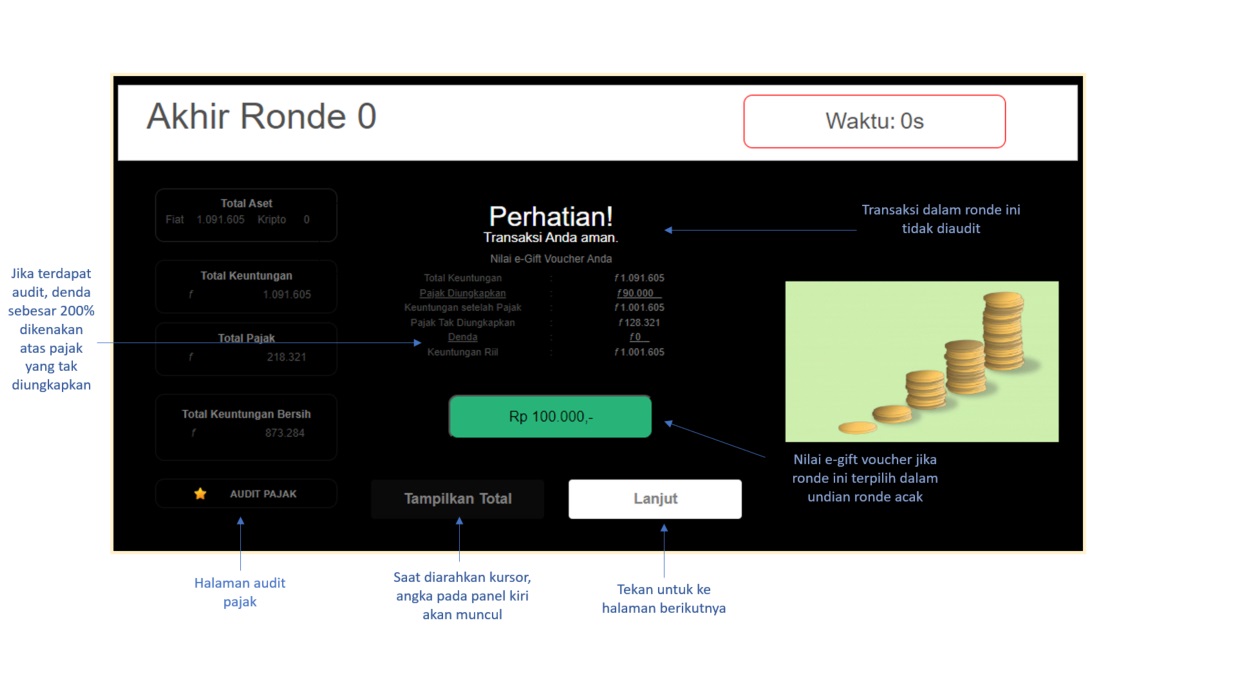 Akhir Ronde 0
Waktu: 0s
Total Aset
Fiat 1.091.605 Kripto 0
Total Keuntungan
f 1.091.605
Total Pajak
f 218.321
Total Keuntungan Bersih
f 873.284
AUDIT PAJAK
Perhatian!
Transaksi Anda aman.
Nilai e-Gift Voucher Anda
Total Keuntungan : f 1.091.605
Pajak Diungkapkan : f 90.000
Keuntungan setelah Pajak : f 1.001.605
Pajak Tak Diungkapkan : f 128.321
Denda : f 0
Keuntungan Riil : f 1.001.605
Rp 100.000,-
Tampilkan Total
Lanjut
Transaksi dalam ronde ini
tidak diaudit
Jika terdapat
audit, denda
sebesar 200%
dikenakan
atas pajak
yang tak
diungkapkan
Nilai e-gift voucher jika
ronde ini terpilih dalam
undian ronde acak
Halaman audit
pajak
Saat diarahkan kursor,
angka pada panel kiri
akan muncul
Tekan untuk ke
halaman berikutnya